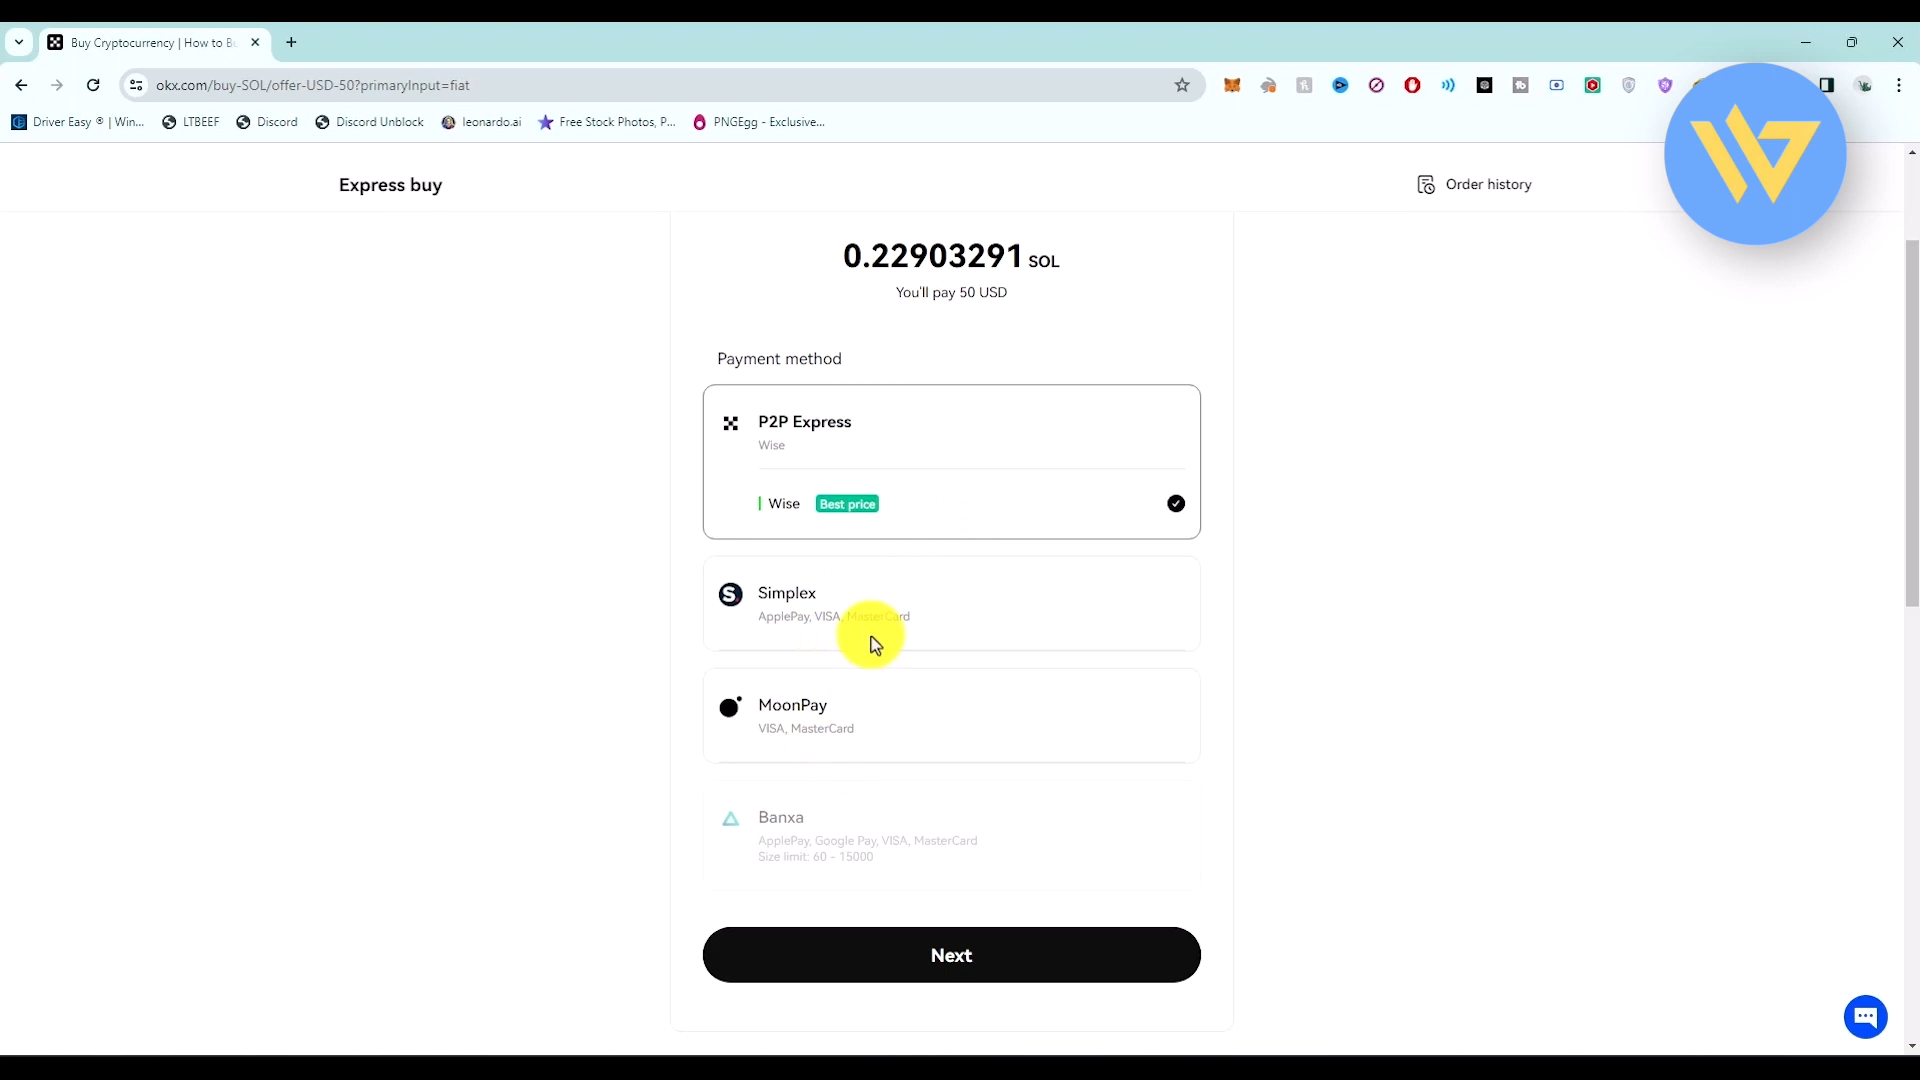 Buy Cryptocurrency | How to B
okx.com/buy-SOL/offer-USD-50?primaryInput=fiat
Driver Easy ® | Win...
LTBEEF
Discord
Discord Unblock
leonardo.ai
Free Stock Photos, P...
PNGEgg - Exclusive...
Express buy
Order history
0.22903291 SOL
You'll pay 50 USD
Payment method
P2P Express
Wise
Wise
Best price
S.
Simplex
ApplePay, VISA, MasterCard
MoonPay
VISA, MasterCard
Banxa
ApplePay, Google Pay, VISA, MasterCard
Size limit: 60 - 15000
Next